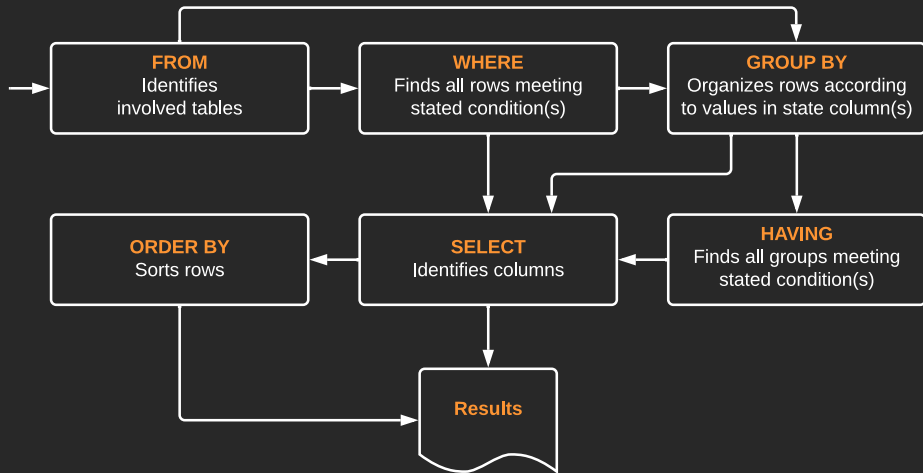 FROM
Identifies
involved tables
WHERE
Finds all rows meeting
stated condition(s)
GROUP BY
Organizes rows according
to values in state column(s)
ORDER BY
Sorts rows
SELECT
Identifies columns
HAVING
Finds all groups meeting
stated condition(s)
Results